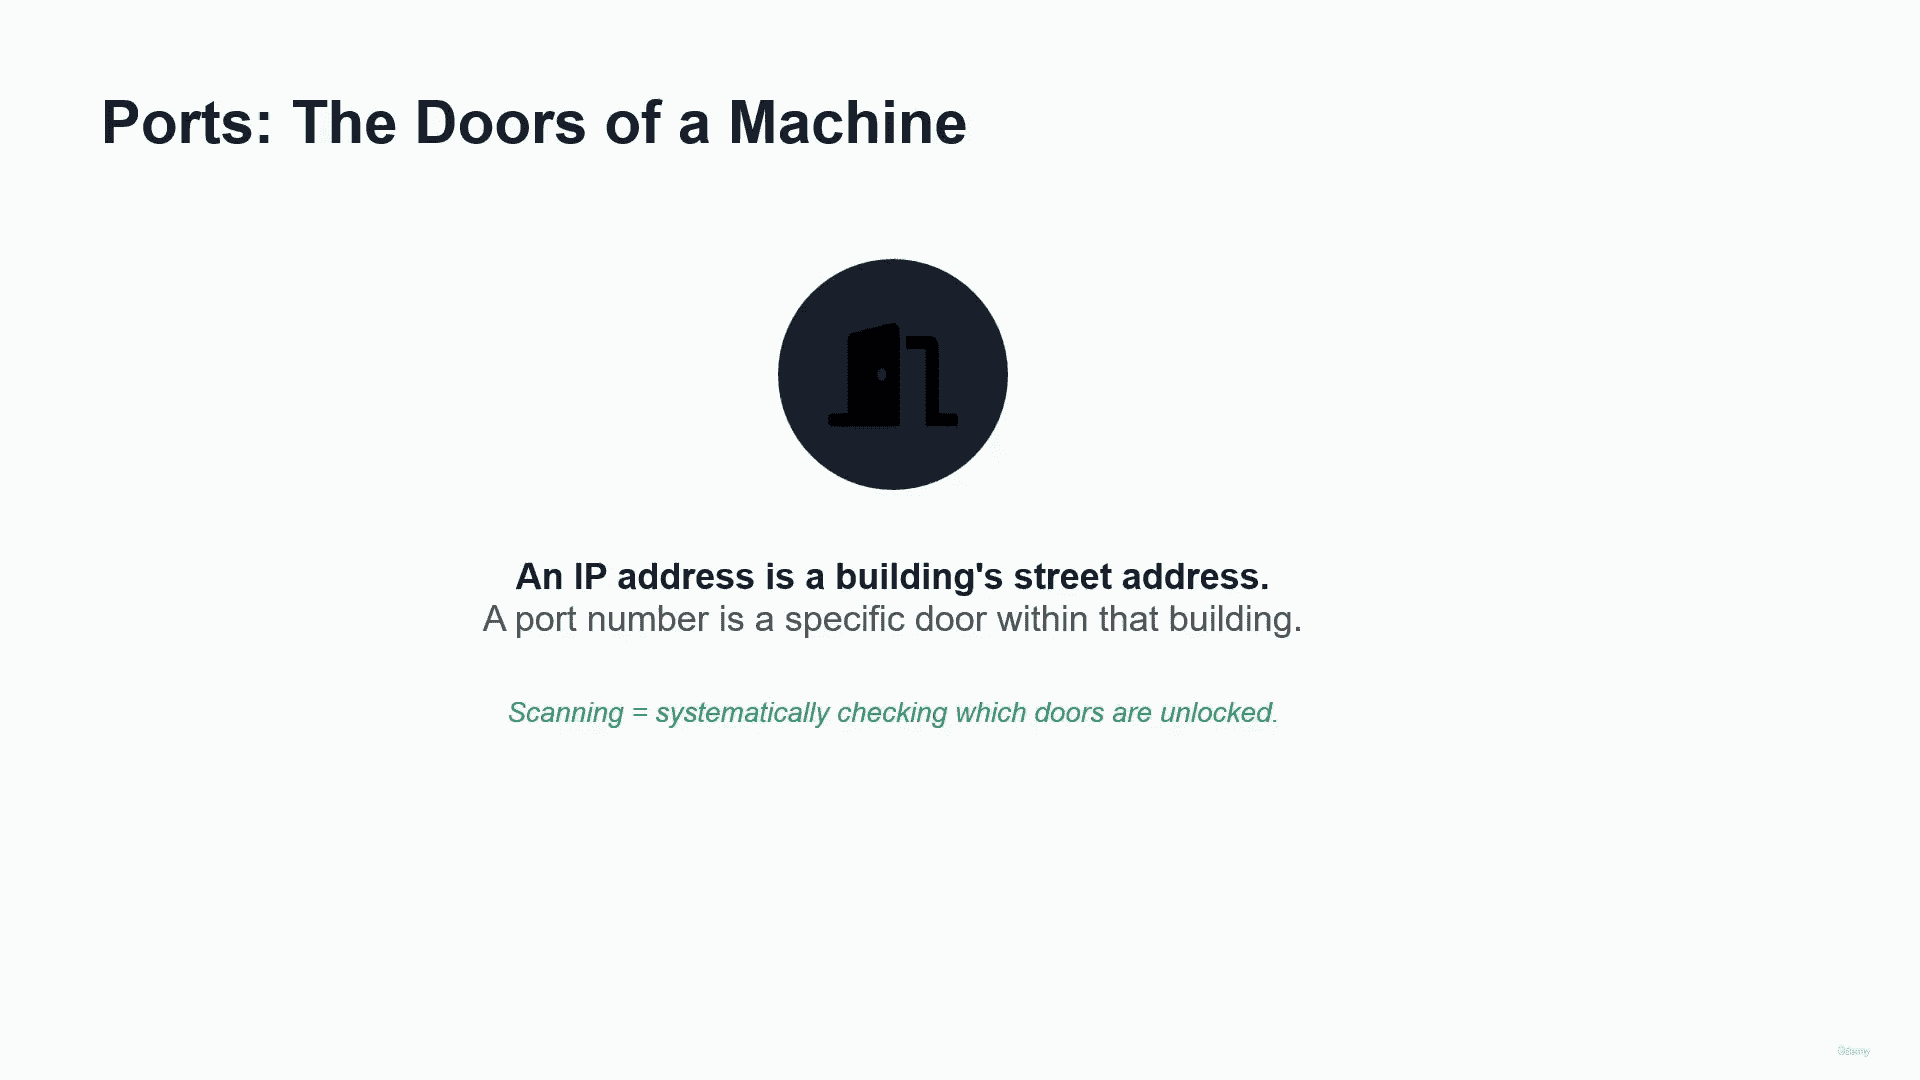 Ports: The Doors of a Machine
An IP address is a building's street address.
A port number is a specific door within that building.
Scanning = systematically checking which doors are unlocked.
Udemy